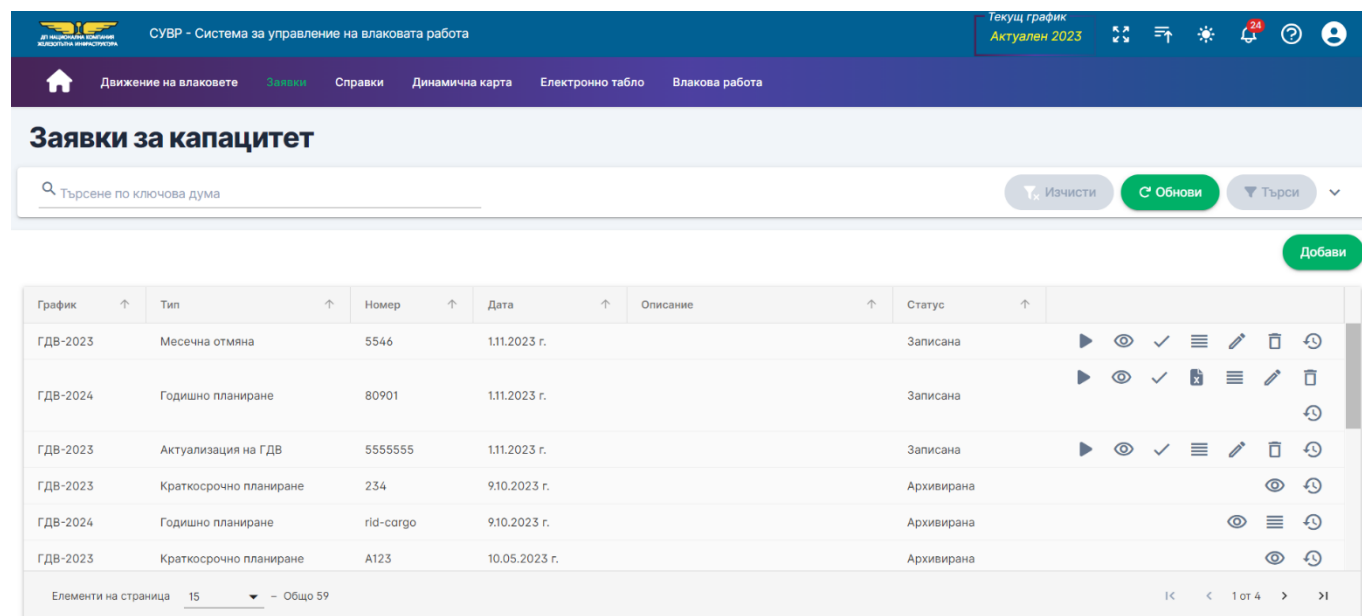 ДП НАЦИОНАЛНА КОМПАНИЯ
ЖЕЛЕЗОПЪТНА ИНФРАСТРУКТУРА
СУВР - Система за управление на влаковата работа
Текущ график
Актуален 2023
24
Движение на влаковете Заявки Справки Динамична карта Електронно табло Влакова работа
Заявки за капацитет
Търсене по ключова дума Изчисти Обнови Търси
Добави
График Тип Номер Дата Описание Статус
ГДВ-2023 Месечна отмяна 5546 1.11.2023 г. Записана
ГДВ-2024 Годишно планиране 80901 1.11.2023 г. Записана
ГДВ-2023 Актуализация на ГДВ 5555555 1.11.2023 г. Записана
ГДВ-2023 Краткосрочно планиране 234 9.10.2023 г. Архивирана
ГДВ-2024 Годишно планиране rid-cargo 9.10.2023 г. Архивирана
ГДВ-2023 Краткосрочно планиране A123 10.05.2023 г. Архивирана
Елементи на страница 15 – Общо 59 1 от 4